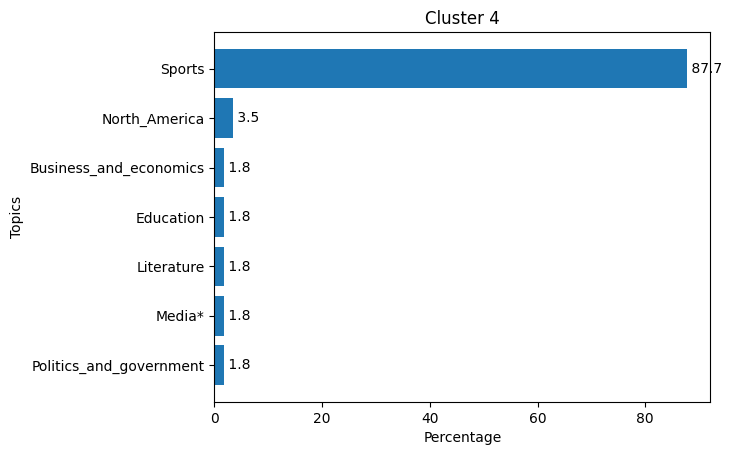 Cluster 4
Topics
Sports 87.7
North_America 3.5
Business_and_economics 1.8
Education 1.8
Literature 1.8
Media* 1.8
Politics_and_government 1.8
0 20 40 60 80
Percentage